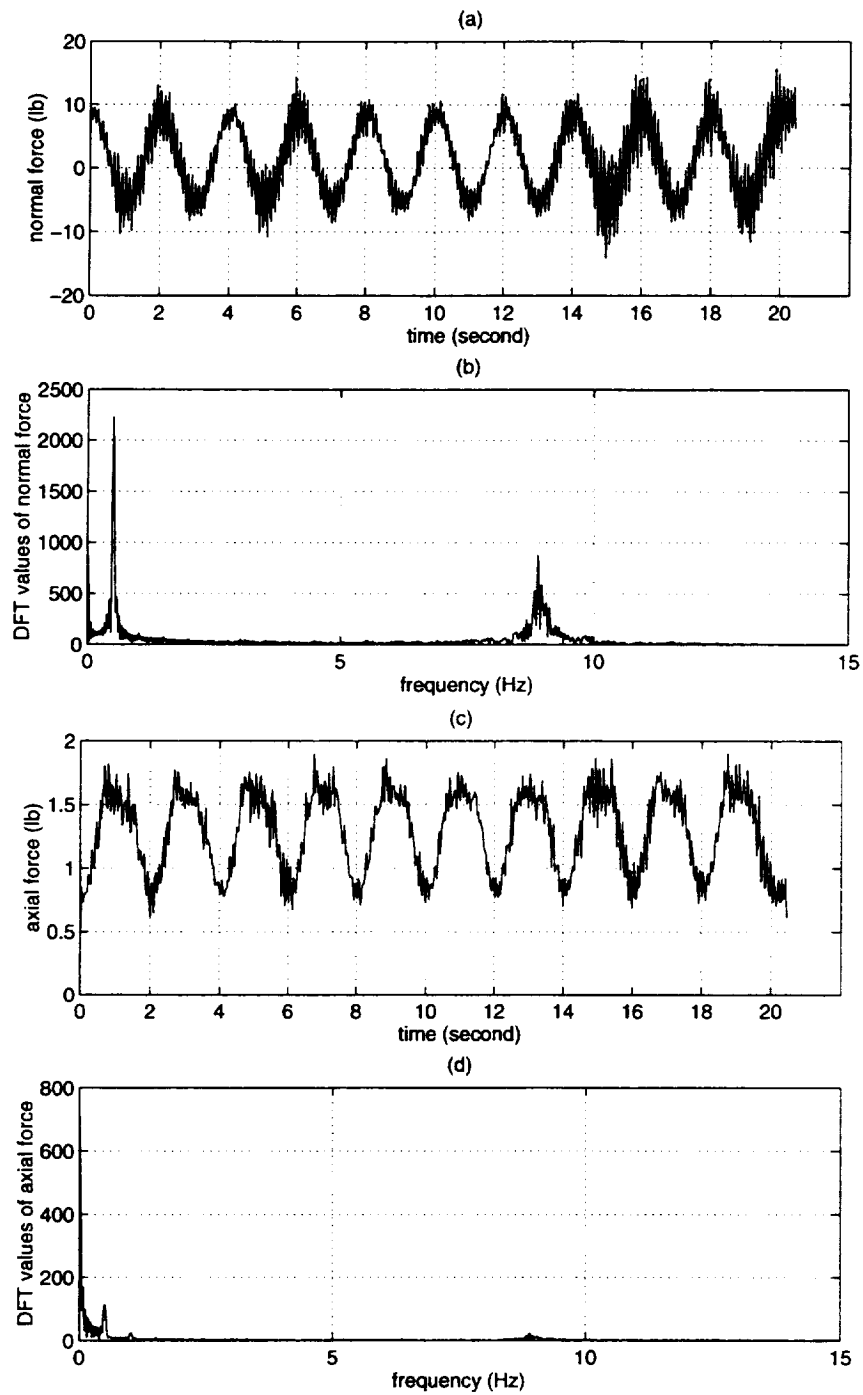 (a)
20
10
0
−10
−20
normal force (lb)
0 2 4 6 8 10 12 14 16 18 20
time (second)
(b)
2500
2000
1500
1000
500
0
DFT values of normal force
0 5 10 15
frequency (Hz)
(c)
2
1.5
1
0.5
0
axial force (lb)
0 2 4 6 8 10 12 14 16 18 20
time (second)
(d)
800
600
400
200
0
DFT values of axial force
0 5 10 15
frequency (Hz)